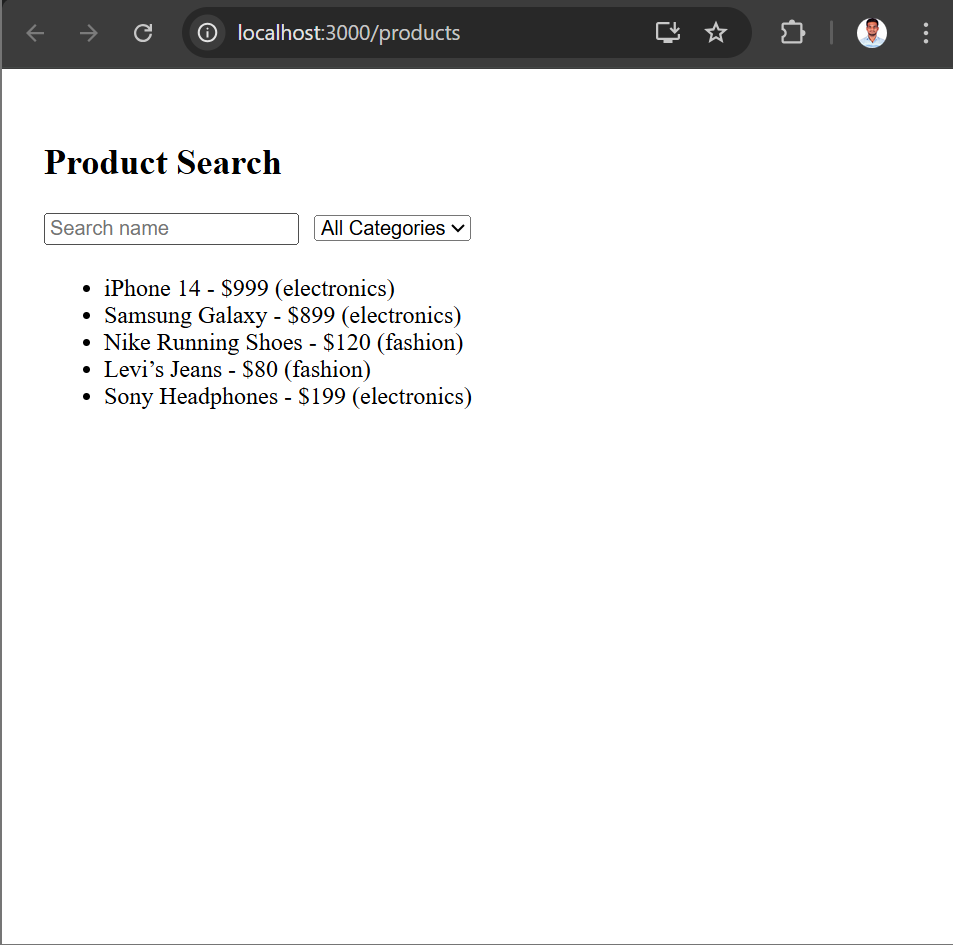 localhost:3000/products
Product Search
Search name All Categories
iPhone 14 - $999 (electronics)
Samsung Galaxy - $899 (electronics)
Nike Running Shoes - $120 (fashion)
Levi’s Jeans - $80 (fashion)
Sony Headphones - $199 (electronics)